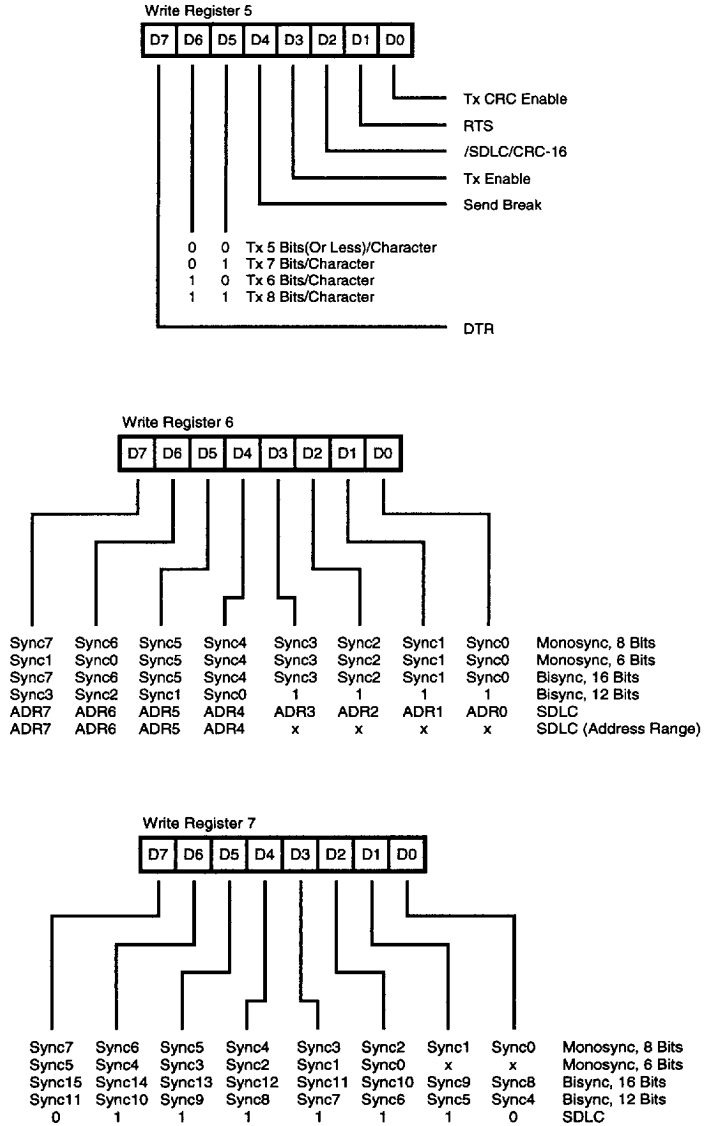 Write Register 5
D7 D6 D5 D4 D3 D2 D1 D0
Tx CRC Enable
RTS
/SDLC/CRC-16
Tx Enable
Send Break
0 0 Tx 5 Bits(Or Less)/Character
0 1 Tx 7 Bits/Character
1 0 Tx 6 Bits/Character
1 1 Tx 8 Bits/Character
DTR
Write Register 6
D7 D6 D5 D4 D3 D2 D1 D0
Sync7 Sync6 Sync5 Sync4 Sync3 Sync2 Sync1 Sync0 Monosync, 8 Bits
Sync1 Sync0 Sync5 Sync4 Sync3 Sync2 Sync1 Sync0 Monosync, 6 Bits
Sync7 Sync6 Sync5 Sync4 Sync3 Sync2 Sync1 Sync0 Bisync, 16 Bits
Sync3 Sync2 Sync1 Sync0 1 1 1 1 Bisync, 12 Bits
ADR7 ADR6 ADR5 ADR4 ADR3 ADR2 ADR1 ADR0 SDLC
ADR7 ADR6 ADR5 ADR4 x x x x SDLC (Address Range)
Write Register 7
D7 D6 D5 D4 D3 D2 D1 D0
Sync7 Sync6 Sync5 Sync4 Sync3 Sync2 Sync1 Sync0 Monosync, 8 Bits
Sync5 Sync4 Sync3 Sync2 Sync1 Sync0 x x Monosync, 6 Bits
Sync15 Sync14 Sync13 Sync12 Sync11 Sync10 Sync9 Sync8 Bisync, 16 Bits
Sync11 Sync10 Sync9 Sync8 Sync7 Sync6 Sync5 Sync4 Bisync, 12 Bits
0 1 1 1 1 1 1 0 SDLC